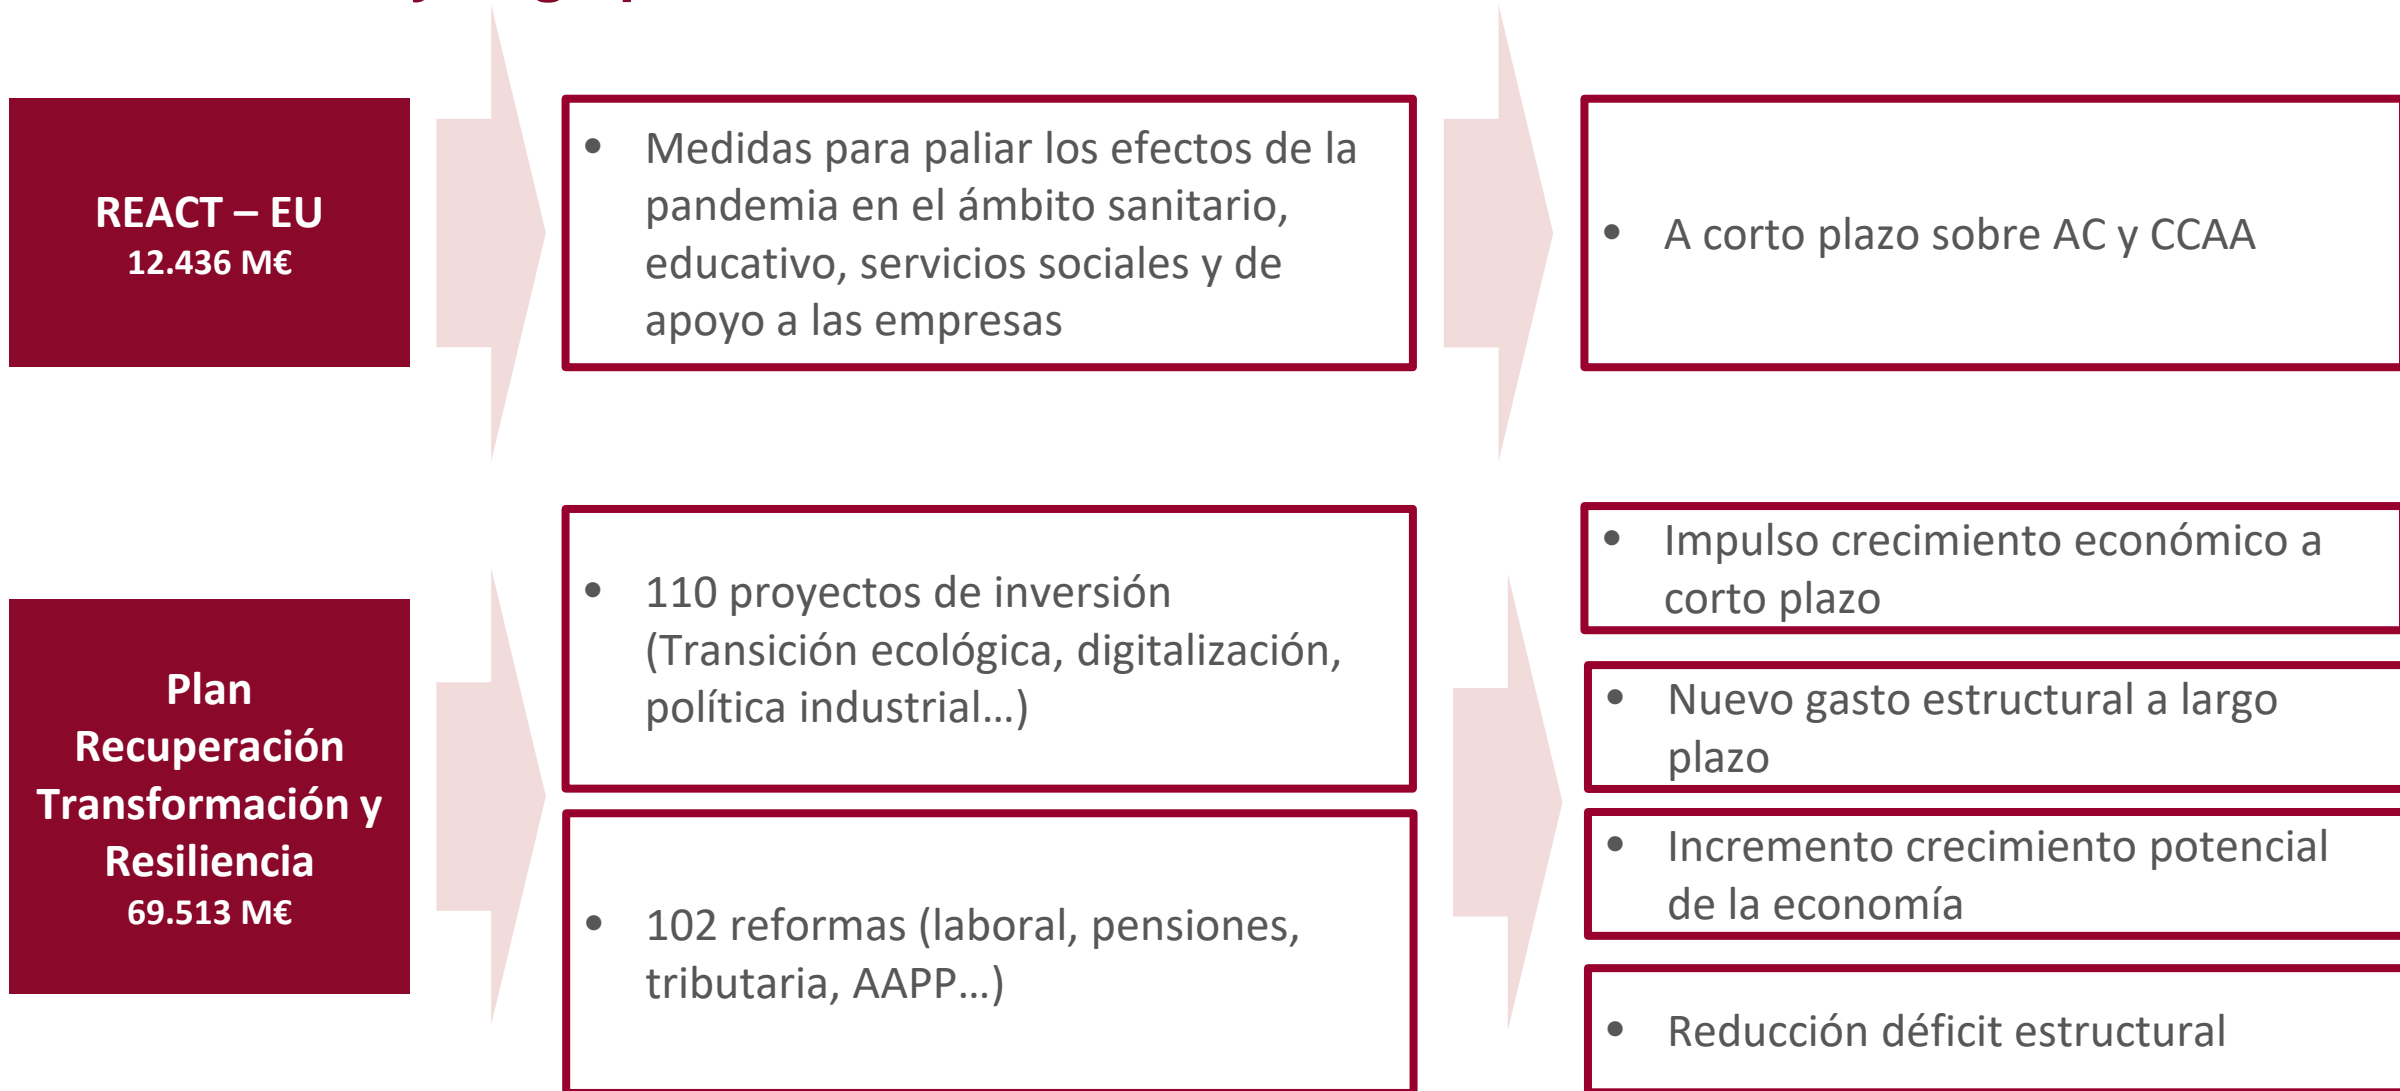 REACT – EU
12.436 M€
• Medidas para paliar los efectos de la
pandemia en el ámbito sanitario,
educativo, servicios sociales y de
apoyo a las empresas
• A corto plazo sobre AC y CCAA
Plan
Recuperación
Transformación y
Resiliencia
69.513 M€
• 110 proyectos de inversión
(Transición ecológica, digitalización,
política industrial…)
• 102 reformas (laboral, pensiones,
tributaria, AAPP…)
• Impulso crecimiento económico a
corto plazo
• Nuevo gasto estructural a largo
plazo
• Incremento crecimiento potencial
de la economía
• Reducción déficit estructural